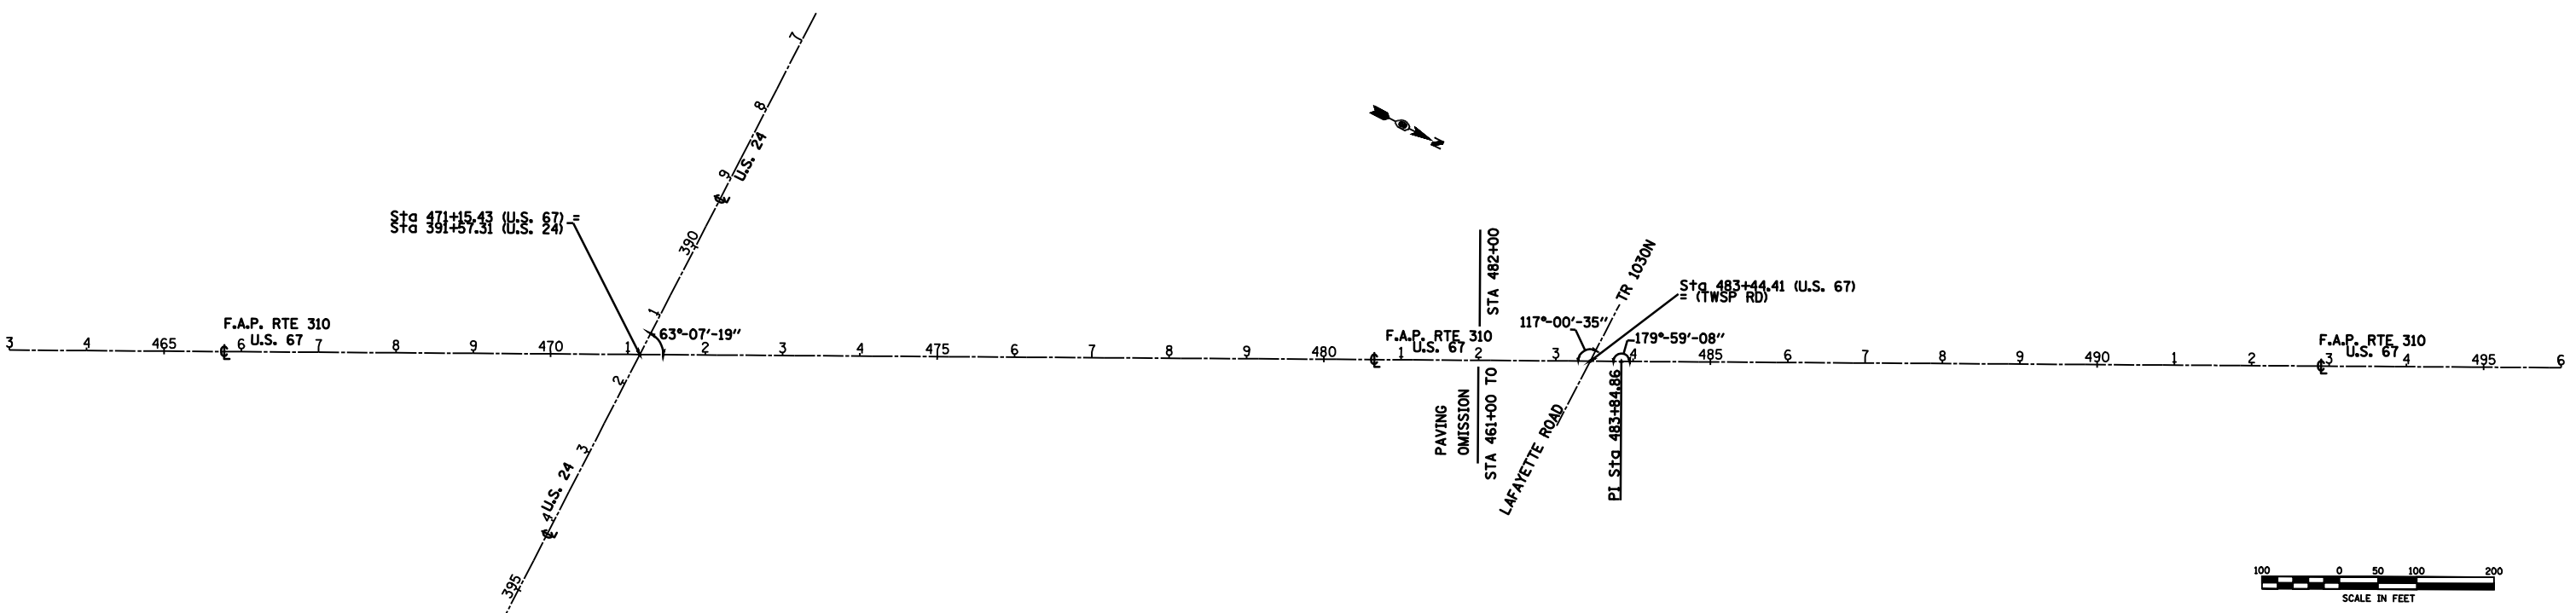 7
8
9
℄ U.S. 24
390
1
N
Sta 471+15.43 (U.S. 67) =
Sta 391+57.31 (U.S. 24)
63°-07'-19"
STA 482+00
TR 1030N
Sta 483+44.41 (U.S. 67)
= (TWSP RD)
117°-00'-35"
179°-59'-08"
F.A.P. RTE 310
U.S. 67
F.A.P. RTE 310
U.S. 67
F.A.P. RTE 310
U.S. 67
3 4 465 ℄ 6 7 8 9 470 1 2 3 4 475 6 7 8 9 480 ℄ 1 2 3 4 485 6 7 8 9 490 1 2 ℄ 3 4 495 6
2
3
℄ 4 U.S. 24
395
PAVING
OMISSION
STA 461+00 TO
LAFAYETTE ROAD
PI Sta 483+84.86
100 0 50 100 200
SCALE IN FEET